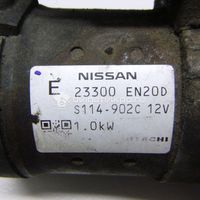 NISSAN
E 23300 EN20D
S114-902C 12V
1.0kW
HITACHI